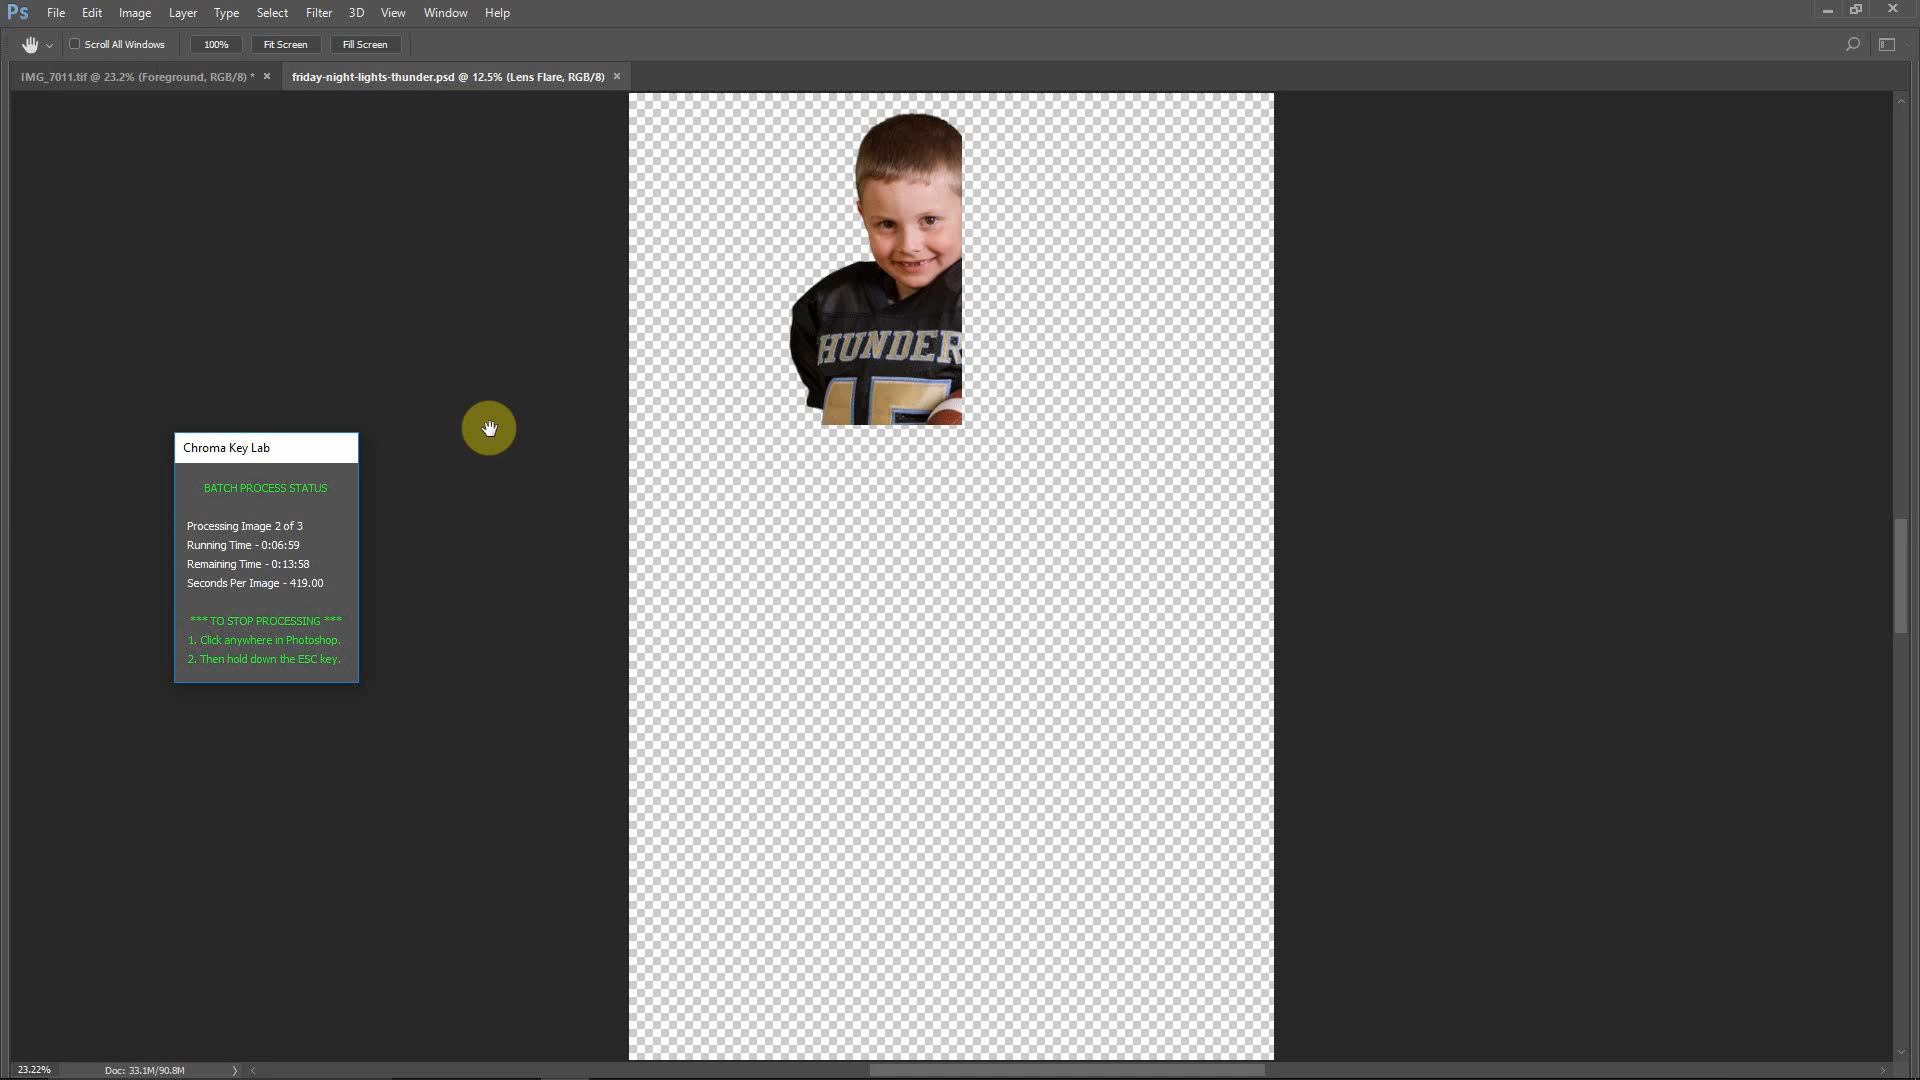 Ps File Edit Image Layer Type Select Filter 3D View Window Help
Scroll All Windows 100% Fit Screen Fill Screen
IMG_7011.tif @ 23.2% (Foreground, RGB/8) * × friday-night-lights-thunder.psd @ 12.5% (Lens Flare, RGB/8) ×
HUNDER
15
Chroma Key Lab
BATCH PROCESS STATUS
Processing Image 2 of 3
Running Time - 0:06:59
Remaining Time - 0:13:58
Seconds Per Image - 419.00
*** TO STOP PROCESSING ***
1. Click anywhere in Photoshop.
2. Then hold down the ESC key.
23.22% Doc: 33.1M/90.8M